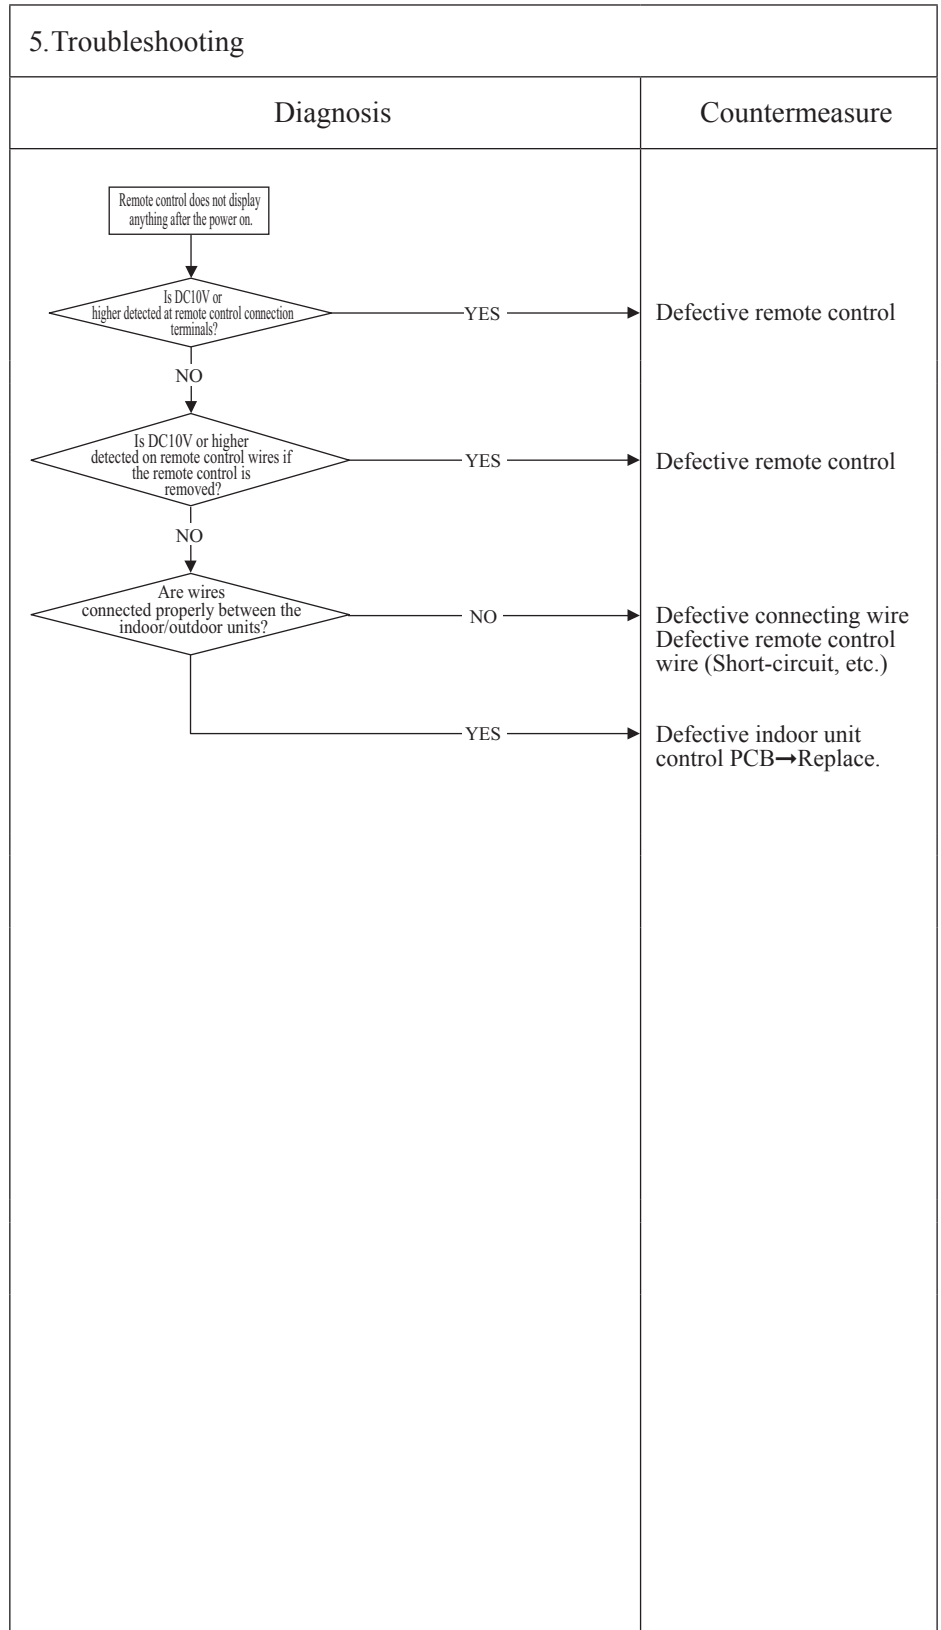 5.Troubleshooting
Diagnosis
Countermeasure
Remote control does not display
anything after the power on.
Is DC10V or
higher detected at remote control connection
terminals?
YES
Defective remote control
NO
Is DC10V or higher
detected on remote control wires if
the remote control is
removed?
YES
Defective remote control
NO
Are wires
connected properly between the
indoor/outdoor units?
NO
Defective connecting wire
Defective remote control
wire (Short-circuit, etc.)
YES
Defective indoor unit
control PCB→Replace.